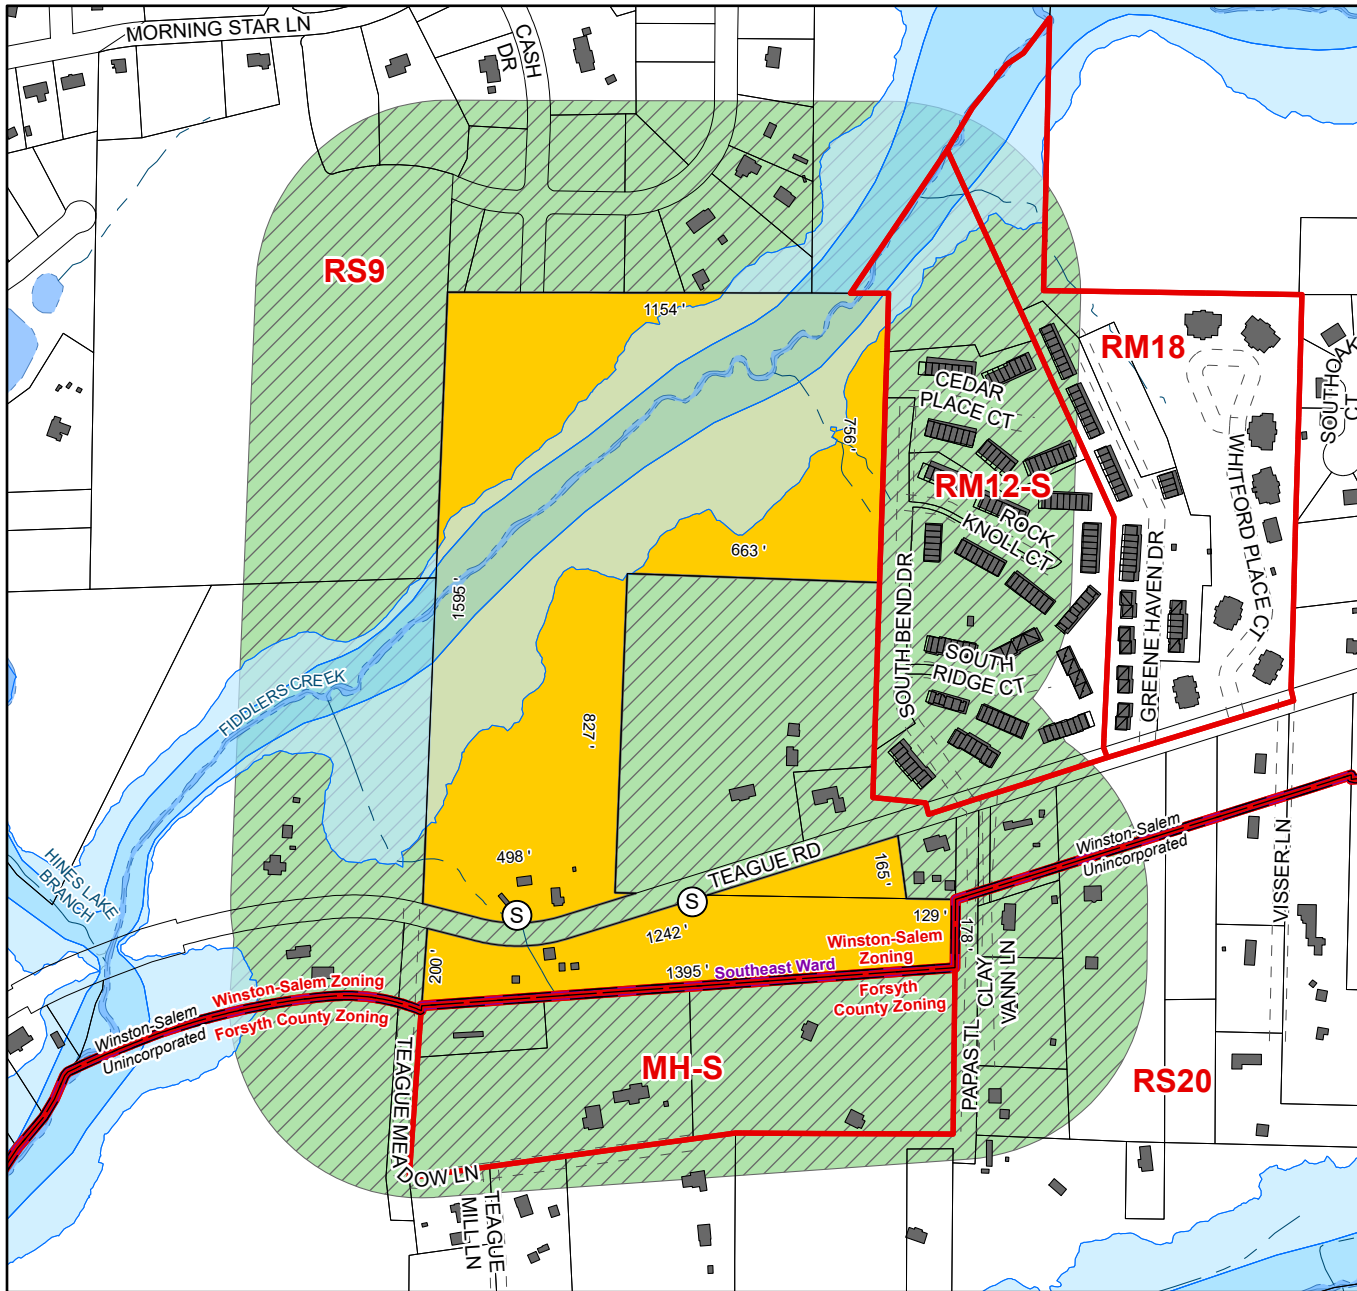 MORNING STAR LN
CASH
DR
RS9
1154 '
RM18
SOUTHOAK
CT
CEDAR
PLACE CT
756 '
WHITFORD PLACE CT
RM12-S
ROCK
KNOLL CT
663 '
GREENE HAVEN DR
SOUTH BEND DR
1595 '
SOUTH
RIDGE CT
FIDDLERS CREEK
827 '
HINES LAKE
BRANCH
498 '
TEAGUE RD
165 '
S
S
Winston-Salem
Unincorporated
VISSER LN
129 '
178 '
1242 '
Winston-Salem
Zoning
200 '
1395 '
Southeast Ward
Forsyth
County Zoning
CLAY
VANN LN
PAPAS TL
Winston-Salem Zoning
Forsyth County Zoning
Winston-Salem
Unincorporated
MH-S
RS20
TEAGUE MEADOW LN
TEAGUE
MILL LN